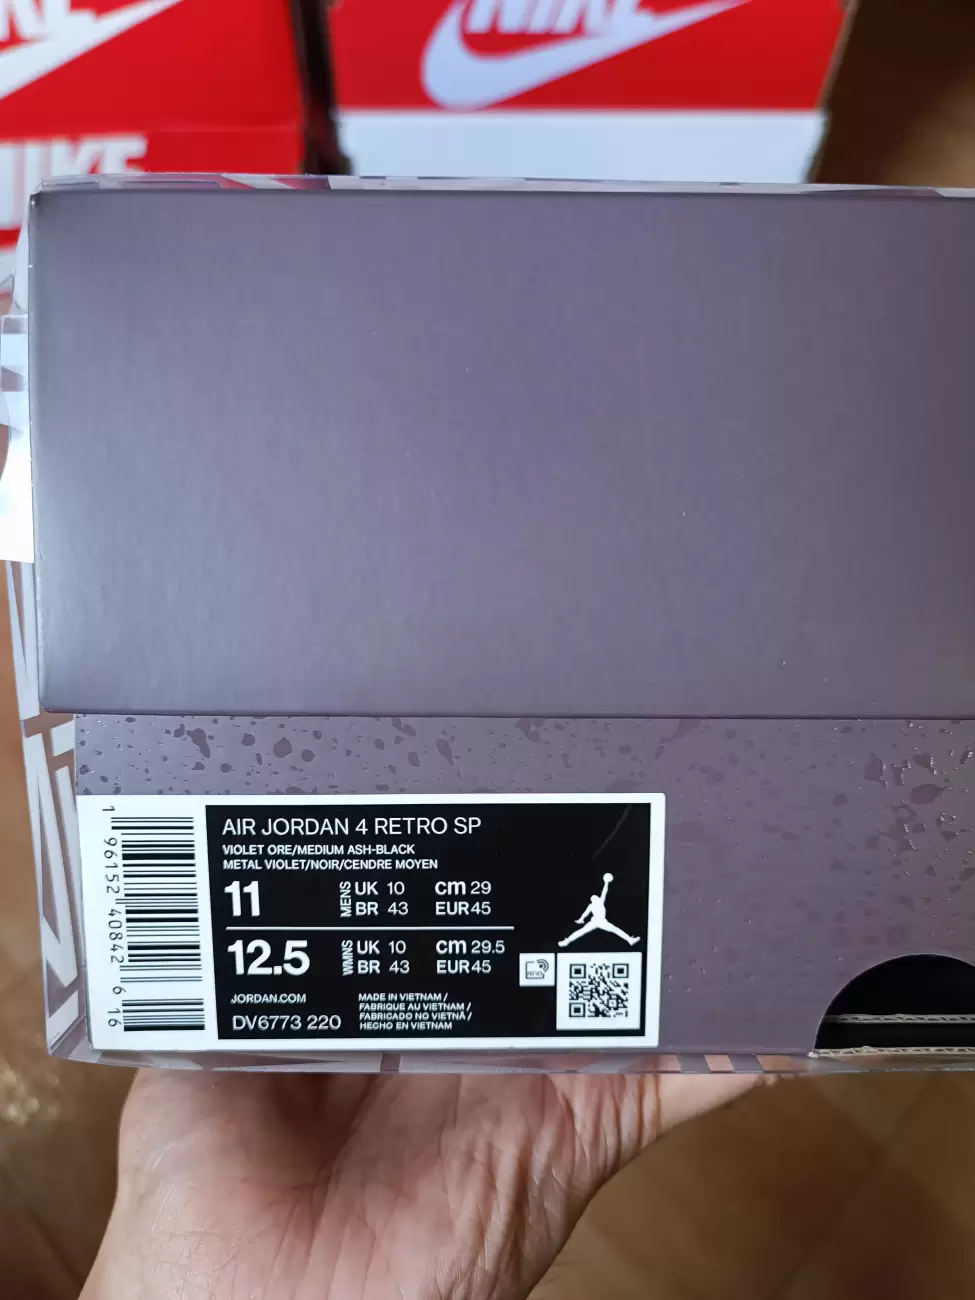 NIKE
NIKE
AIR JORDAN 4 RETRO SP
VIOLET ORE/MEDIUM ASH-BLACK
METAL VIOLET/NOIR/CENDRE MOYEN
11 MENS UK 10 cm 29
BR 43 EUR 45
12.5 WMNS UK 10 cm 29.5
BR 43 EUR 45
JORDAN.COM
DV6773 220
MADE IN VIETNAM /
FABRIQUE AU VIETNAM /
FABRICADO NO VIETNÃ /
HECHO EN VIETNAM
1 96152 40842 6 16